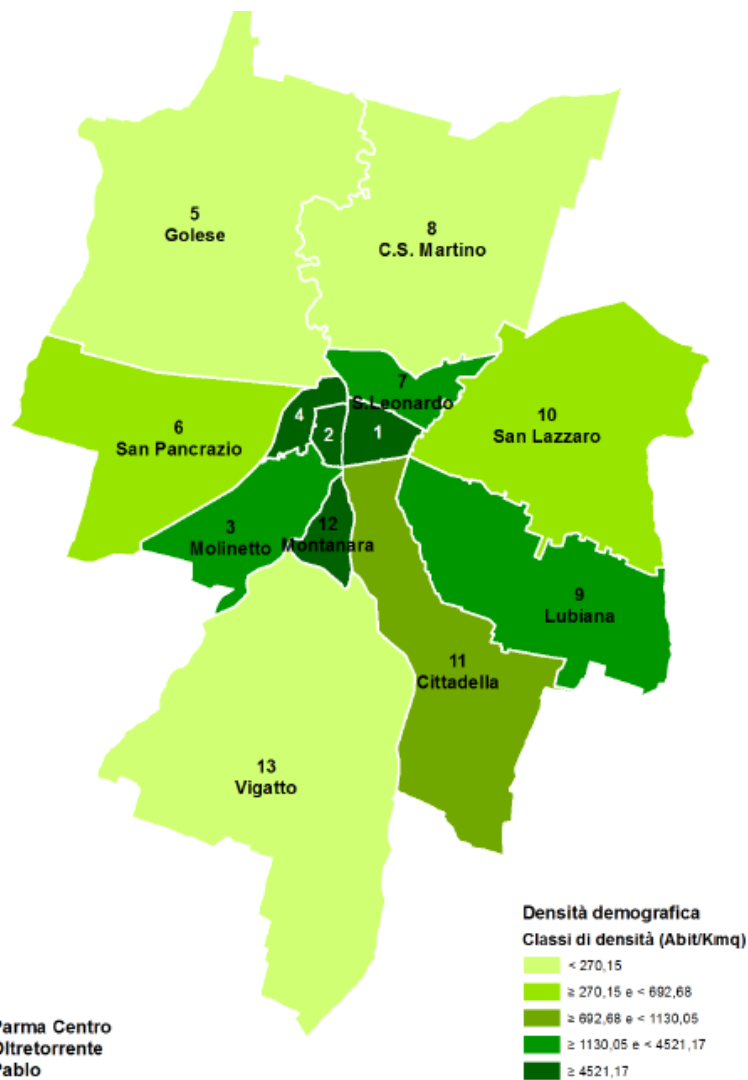 5
Golese
8
C.S. Martino
7
S.Leonardo
4
2
1
10
San Lazzaro
6
San Pancrazio
3
Molinetto
12
Montanara
9
Lubiana
11
Cittadella
13
Vigatto
Densità demografica
Classi di densità (Abit/Kmq)
< 270,15
≥ 270,15 e < 692,68
≥ 692,68 e < 1130,05
≥ 1130,05 e < 4521,17
≥ 4521,17
Parma Centro
Oltretorrente
Pablo